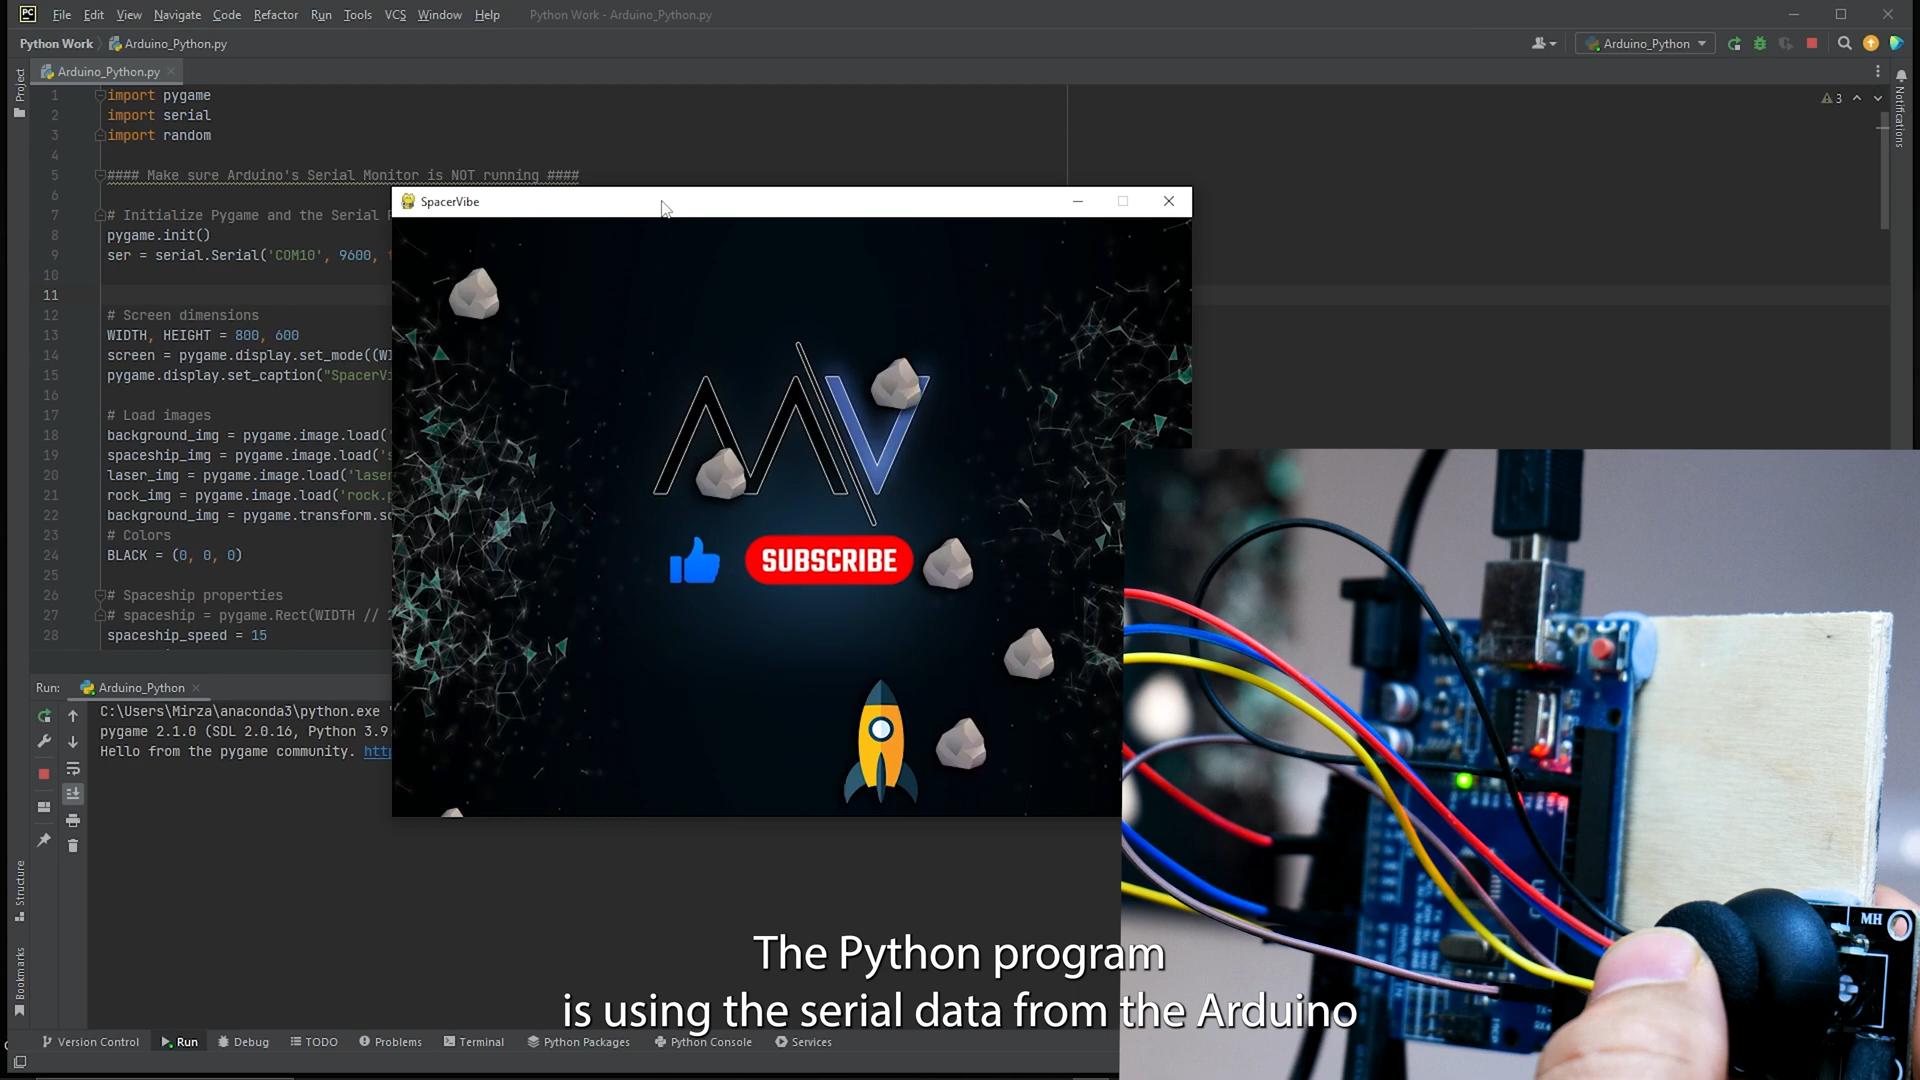 PC File Edit View Navigate Code Refactor Run Tools VCS Window Help Python Work - Arduino_Python.py
Python Work Arduino_Python.py Arduino_Python
Project
Arduino_Python.py
Notifications
3
1 import pygame
2 import serial
3 import random
4
5 #### Make sure Arduino's Serial Monitor is NOT running ####
6
7 # Initialize Pygame and the Serial
8 pygame.init()
9 ser = serial.Serial('COM10', 9600,
10
11
12 # Screen dimensions
13 WIDTH, HEIGHT = 800, 600
14 screen = pygame.display.set_mode((WI
15 pygame.display.set_caption("SpacerVi
16
17 # Load images
18 background_img = pygame.image.load('
19 spaceship_img = pygame.image.load('s
20 laser_img = pygame.image.load('laser
21 rock_img = pygame.image.load('rock.p
22 background_img = pygame.transform.sc
23 # Colors
24 BLACK = (0, 0, 0)
25
26 # Spaceship properties
27 # spaceship = pygame.Rect(WIDTH // 2
28 spaceship_speed = 15
SpacerVibe
SUBSCRIBE
Run: Arduino_Python
C:\Users\Mirza\anaconda3\python.exe
pygame 2.1.0 (SDL 2.0.16, Python 3.9
Hello from the pygame community. htt
Structure
Bookmarks
MH
The Python program
is using the serial data from the Arduino
Version Control Run Debug TODO Problems Terminal Python Packages Python Console Services